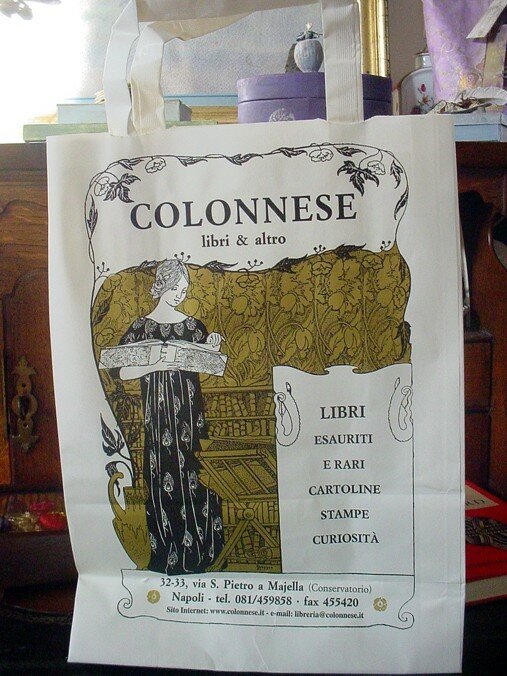 COLONNESE
libri & altro
LIBRI
ESAURITI
E RARI
CARTOLINE
STAMPE
CURIOSITÀ
32-33, via S. Pietro a Majella (Conservatorio)
Napoli - tel. 081/459858 - fax 455420
Sito Internet: www.colonnese.it - e-mail: libreria@colonnese.it